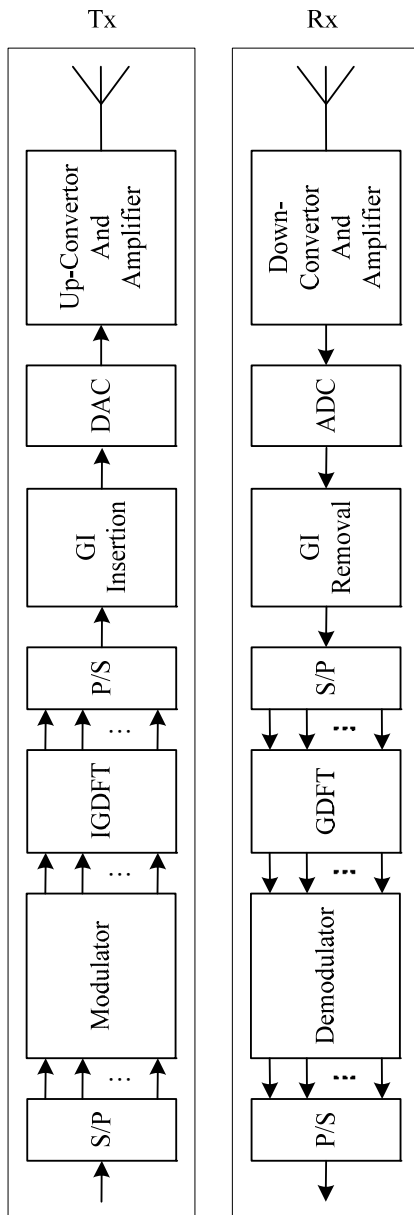 Tx
S/P
...
Modulator
...
IGDFT
...
P/S
GI
Insertion
DAC
Up-Convertor
And
Amplifier
Rx
Down-
Convertor
And
Amplifier
ADC
GI
Removal
S/P
...
GDFT
...
Demodulator
...
P/S